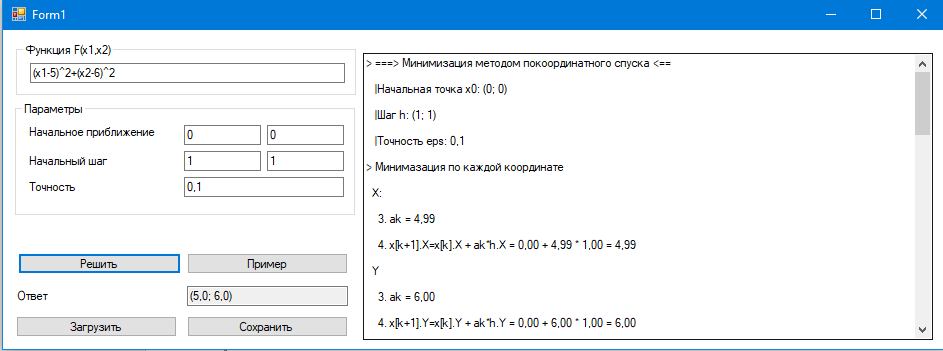 Form1
Функция F(x1,x2)
(x1-5)^2+(x2-6)^2
Параметры
Начальное приближение 0 0
Начальный шаг 1 1
Точность 0,1
Решить Пример
Ответ (5,0; 6,0)
Загрузить Сохранить
> ===> Минимизация методом покоординатного спуска <==
|Начальная точка x0: (0; 0)
|Шаг h: (1; 1)
|Точность eps: 0,1
> Минимазация по каждой координате
X:
3. ak = 4,99
4. x[k+1].X=x[k].X + ak*h.X = 0,00 + 4,99 * 1,00 = 4,99
Y
3. ak = 6,00
4. x[k+1].Y=x[k].Y + ak*h.Y = 0,00 + 6,00 * 1,00 = 6,00